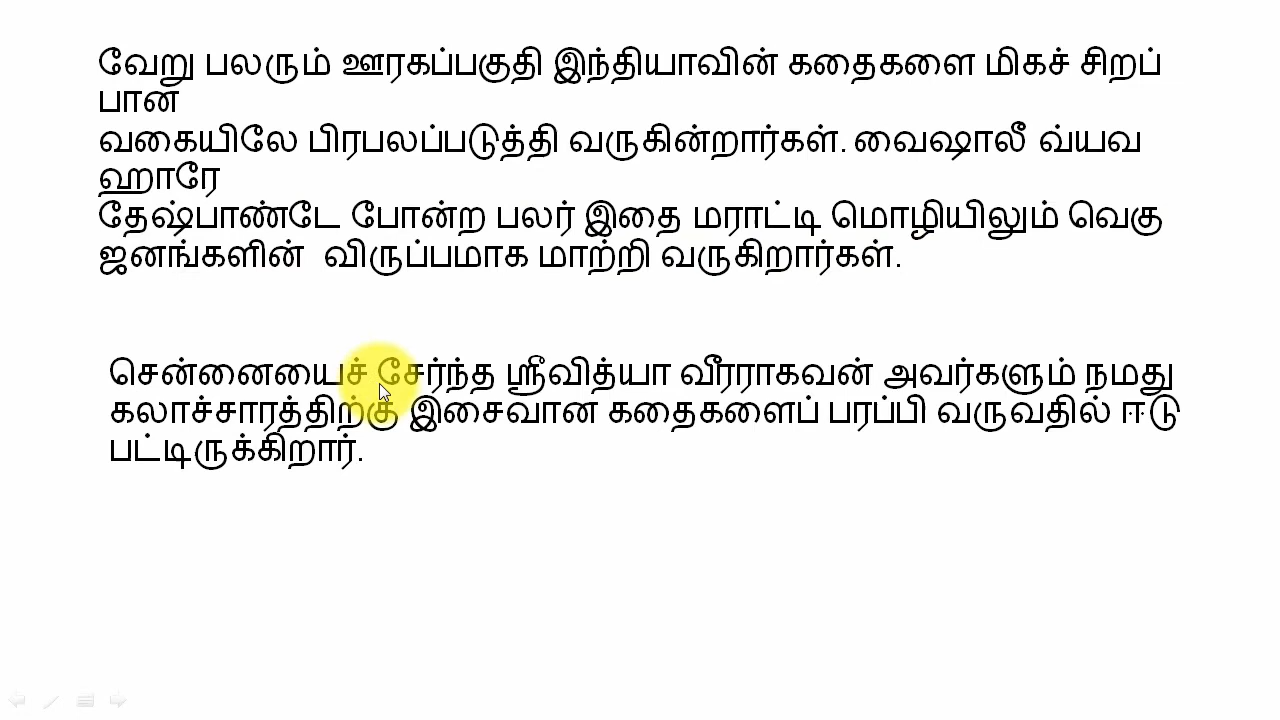 வேறு பலரும் ஊரகப்பகுதி இந்தியாவின் கதைகளை மிகச் சிறப்
பான
வகையிலே பிரபலப்படுத்தி வருகின்றார்கள். வைஷாலீ வ்யவ
ஹாரே
தேஷ்பாண்டே போன்ற பலர் இதை மராட்டி மொழியிலும் வெகு
ஜனங்களின் விருப்பமாக மாற்றி வருகிறார்கள்.
சென்னையைச் சேர்ந்த ஸ்ரீவித்யா வீரராகவன் அவர்களும் நமது
கலாச்சாரத்திற்கு இசைவான கதைகளைப் பரப்பி வருவதில் ஈடு
பட்டிருக்கிறார்.